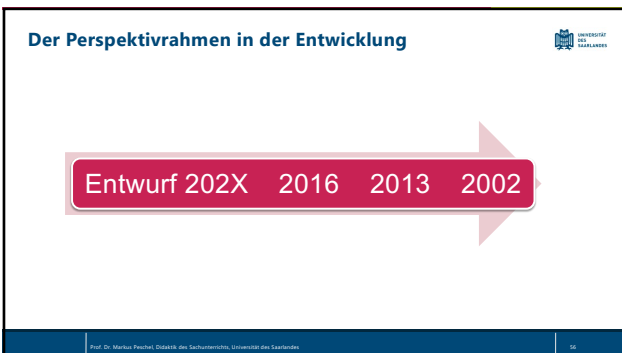 Der Perspektivrahmen in der Entwicklung
UNIVERSITÄT
DES
SAARLANDES
Entwurf 202X 2016 2013 2002
Prof. Dr. Markus Peschel, Didaktik des Sachunterrichts, Universität des Saarlandes
56